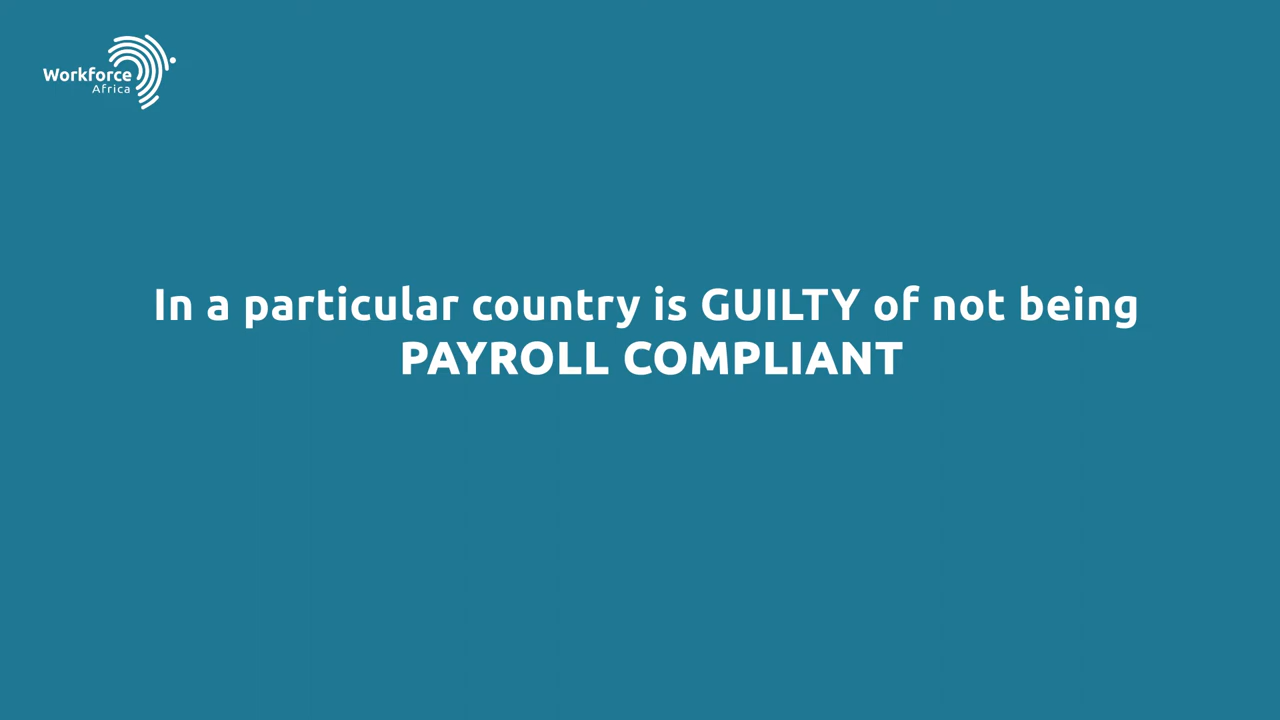 Workforce
Africa
In a particular country is GUILTY of not being
PAYROLL COMPLIANT